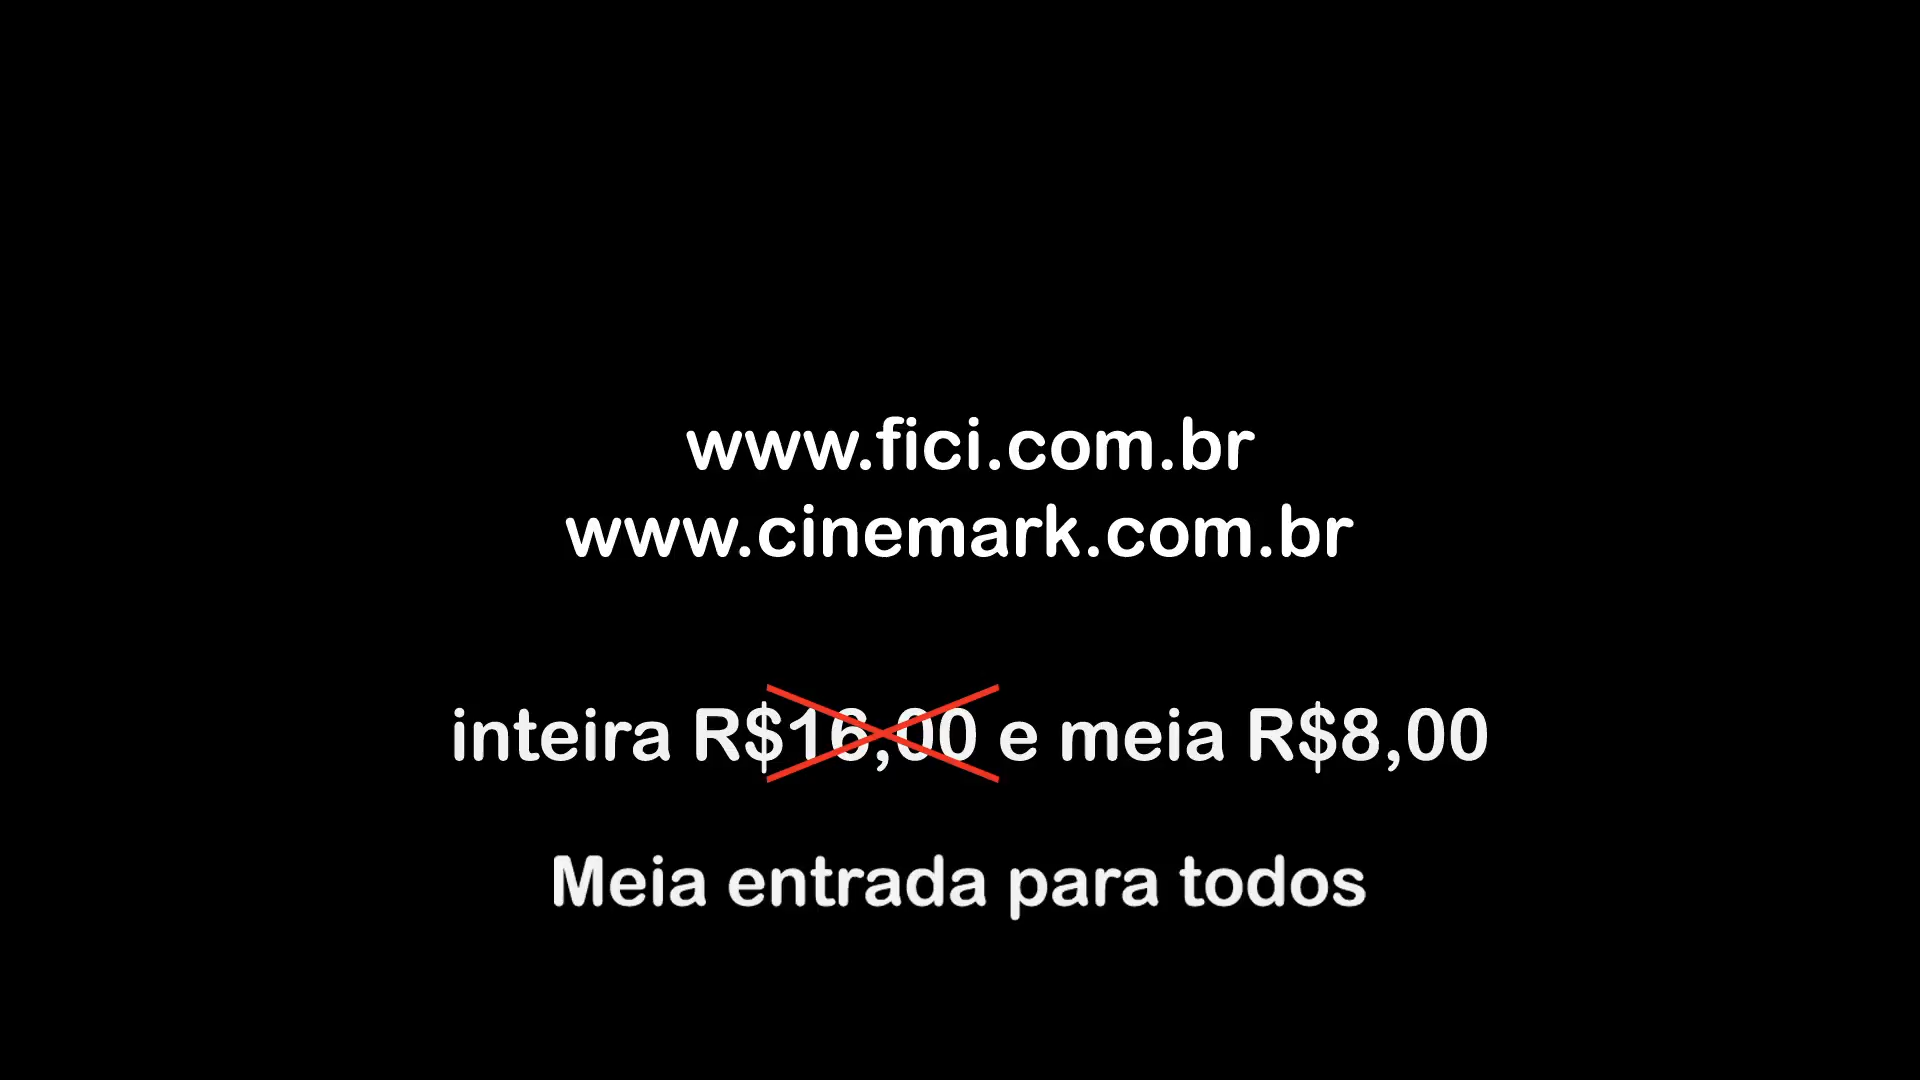 www.fici.com.br
www.cinemark.com.br
inteira R$16,00 e meia R$8,00
Meia entrada para todos